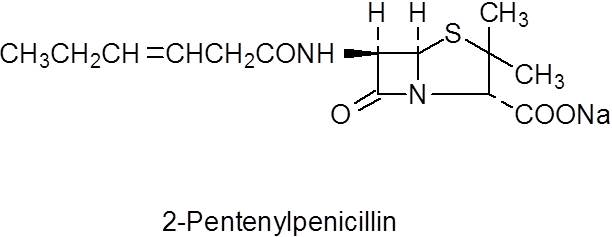 H H
S CH3
CH3CH2CH=CHCH2CONH
CH3
N
O COONa
2-Pentenylpenicillin